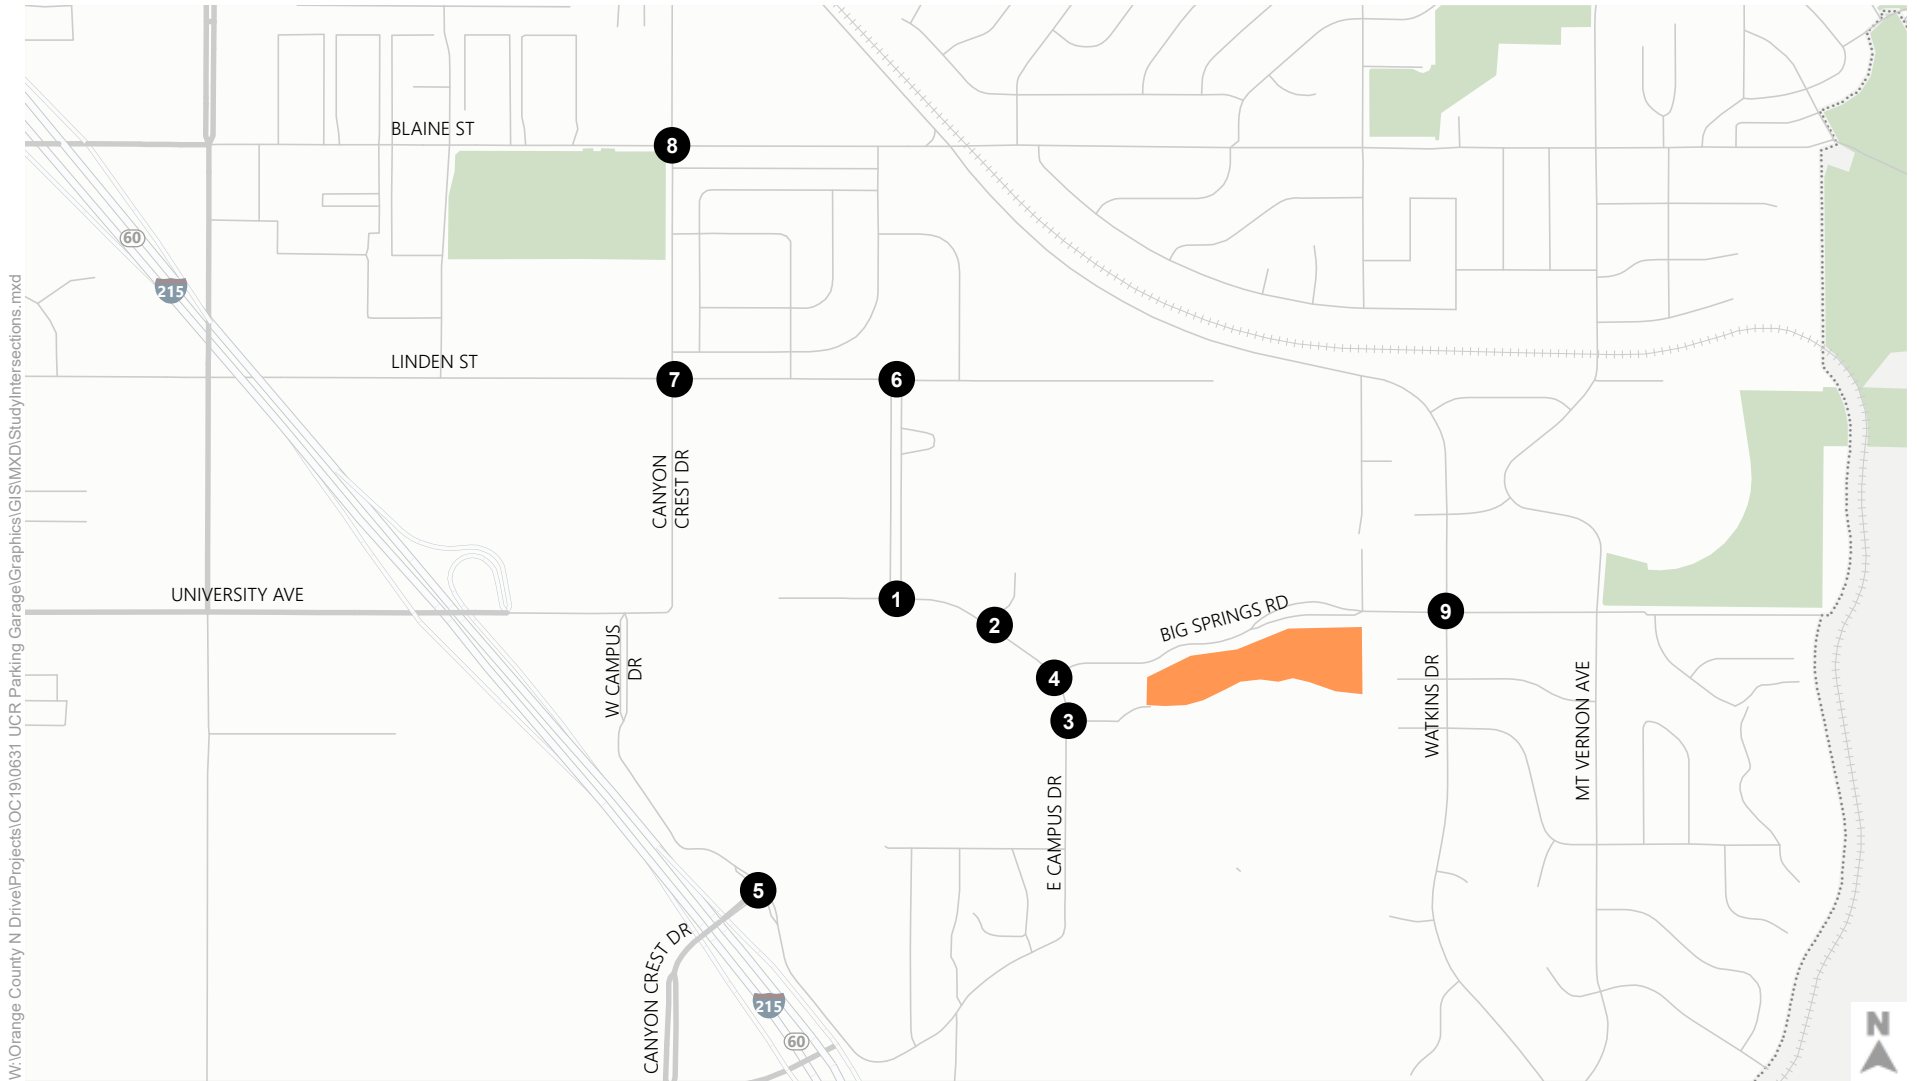 BLAINE ST
8
60
215
LINDEN ST
7
6
CANYON
CREST DR
UNIVERSITY AVE
1
2
BIG SPRINGS RD
9
W CAMPUS
DR
4
3
WATKINS DR
MT VERNON AVE
E CAMPUS DR
5
CANYON CREST DR
215
60
N
W:\Orange County N Drive\Projects\OC19\0631 UCR Parking Garage\Graphics\GIS\MXD\StudyIntersections.mxd